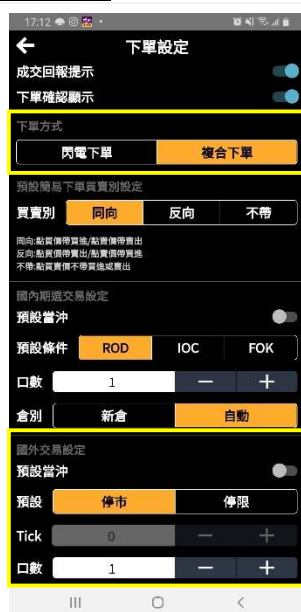 17:12
下單設定
成交回報提示
下單確認顯示
下單方式
閃電下單 複合下單
預設簡易下單買賣別設定
買賣別 同向 反向 不帶
同向:點買價帶買進/點賣價帶賣出
反向:點買價帶賣出/點賣價帶買進
不帶:點買賣價不帶買進或賣出
國內期選交易設定
預設當沖
預設條件 ROD IOC FOK
口數 1 — +
倉別 新倉 自動
國外交易設定
預設當沖
預設 停市 停限
Tick 0 — +
口數 1 — +